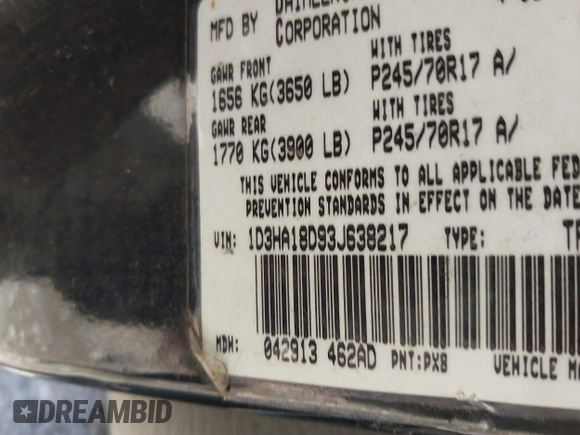 MFD BY
CORPORATION
GAWR FRONT
WITH TIRES
1656 KG(3650 LB)
P245/70R17 A/
GAWR REAR
WITH TIRES
1770 KG(3900 LB)
P245/70R17 A/
THIS VEHICLE CONFORMS TO ALL APPLICABLE FED
PREVENTION STANDARDS IN EFFECT ON THE DATE
VIN: 1D3HA18D93J638217 TYPE:
MDH: 042913 462AD PNT:PX8 VEHICLE MA
DREAMBID